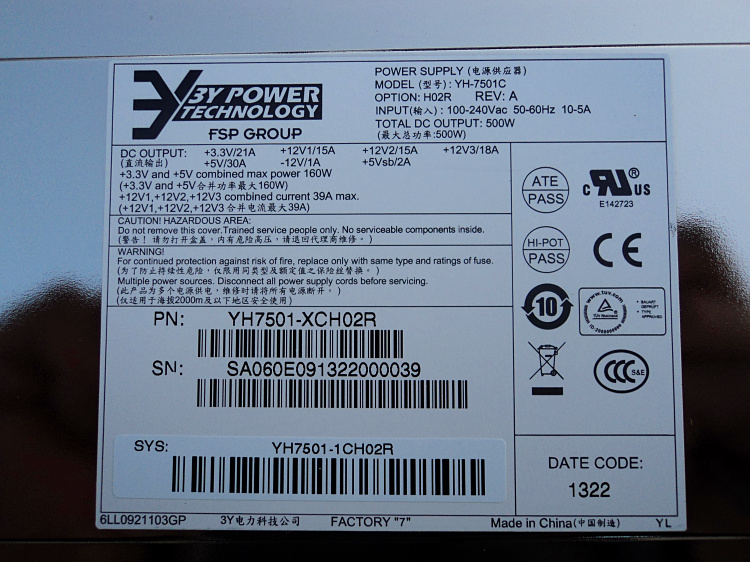 3Y POWER
TECHNOLOGY
FSP GROUP
POWER SUPPLY (电源供应器)
MODEL (型号): YH-7501C
OPTION: H02R REV: A
INPUT(输入): 100-240Vac 50-60Hz 10-5A
TOTAL DC OUTPUT: 500W
(最大总功率:500W)
DC OUTPUT: +3.3V/21A +12V1/15A +12V2/15A +12V3/18A
(直流输出) +5V/30A -12V/1A +5Vsb/2A
+3.3V and +5V combined max power 160W
(+3.3V and +5V合并功率最大160W)
+12V1,+12V2,+12V3 combined current 39A max.
(+12V1,+12V2,+12V3合并电流最大39A)
CAUTION! HAZARDOUS AREA:
Do not remove this cover.Trained service people only. No serviceable components inside.
(警告! 请勿打开盒盖,内有危险高压,请退回代理商维修。)
WARNING!
For continued protection against risk of fire, replace only with same type and ratings of fuse.
(为了防止持续性危险,仅限用同类型及额定值之保险丝替换。)
Multiple power sources. Disconnect all power supply cords before servicing.
(此产品为多个电源供电,维修时请将所有电源断开。)
(仅适用于海拨2000m及以下地区安全使用)
PN: YH7501-XCH02R
SN: SA060E091322000039
SYS: YH7501-1CH02R
ATE
PASS
c RU ® US
E142723
HI-POT
PASS
CE
10
www.tuv.com
TÜV Rheinland
BAUART
GEPRÜFT
TYPE
APPROVED
CCC S&E
DATE CODE:
1322
6LL0921103GP 3Y电力科技公司 FACTORY "7" Made in China(中国制造) YL